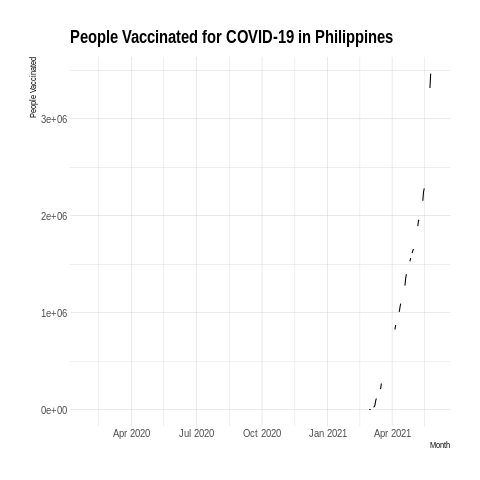 People Vaccinated for COVID-19 in Philippines
People Vaccinated
3e+06
2e+06
1e+06
0e+00
Apr 2020 Jul 2020 Oct 2020 Jan 2021 Apr 2021
Month